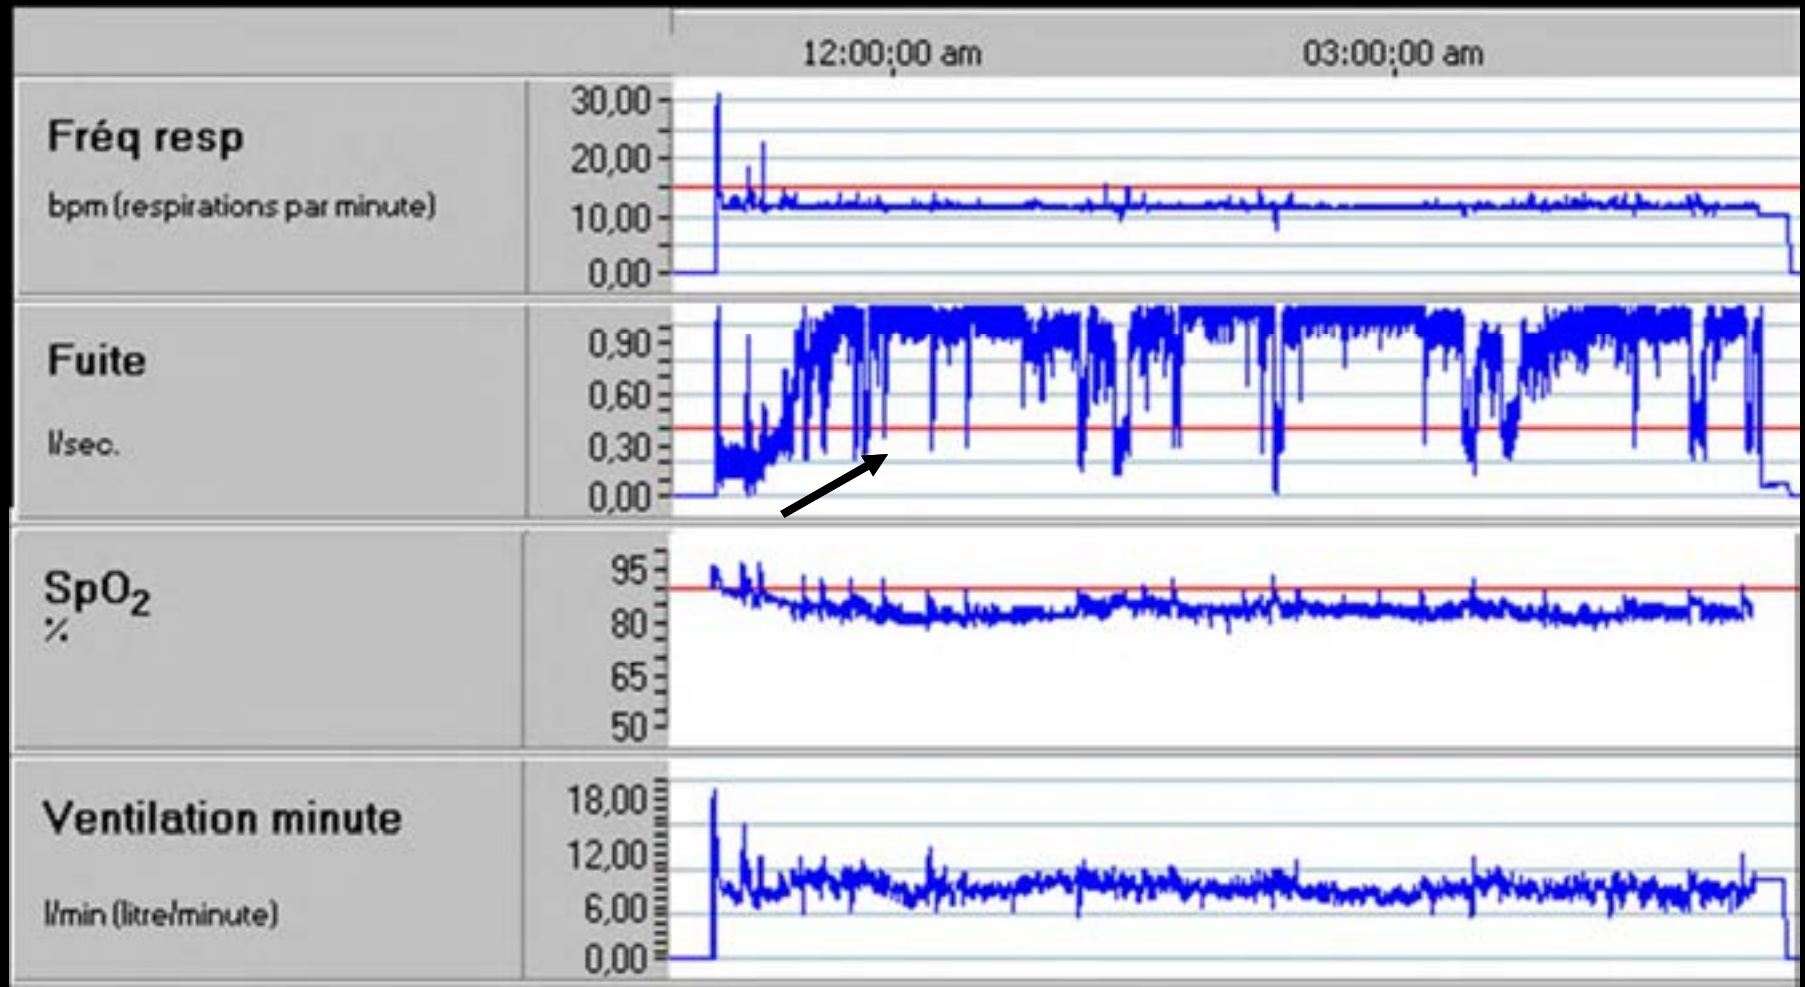 12:00:00 am 03:00:00 am
Fréq resp
bpm (respirations par minute)
30,00
20,00
10,00
0,00
Fuite
l/sec.
0,90
0,60
0,30
0,00
SpO2
%
95
80
65
50
Ventilation minute
l/min (litre/minute)
18,00
12,00
6,00
0,00